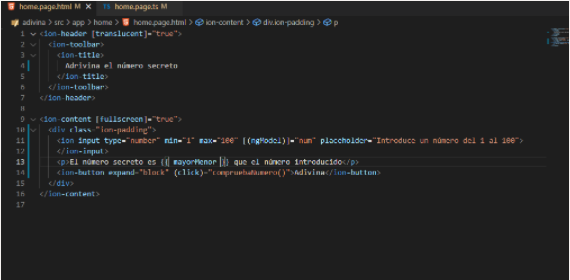 home.page.html M × TS home.page.ts M
adivina > src > app > home > home.page.html > ion-content > div.ion-padding > p
1 <ion-header [translucent]="true">
2 <ion-toolbar>
3 <ion-title>
4 Adrivina el número secreto
5 </ion-title>
6 </ion-toolbar>
7 </ion-header>
8
9 <ion-content [fullscreen]="true">
10 <div class="ion-padding">
11 <ion input type="number" min="1" max="100" [(ngModel)]="num" placeholder="Introduce un número del 1 al 100">
12 </ion-input>
13 <p>El número secreto es {{ mayorMenor }} que el número introducido</p>
14 <ion-button expand="block" (click)="compruebaNumero()">Adivina</ion-button>
15 </div>
16 </ion-content>
17